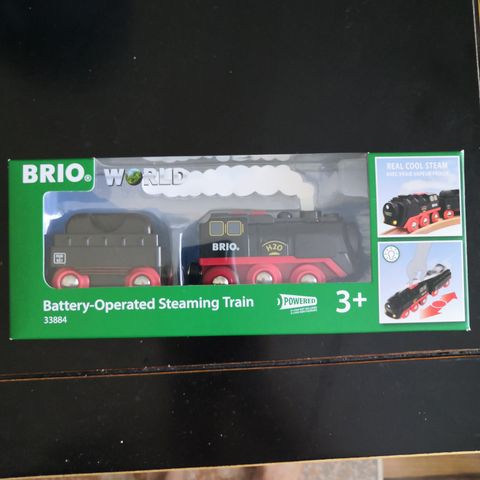 BRIO®
WORLD
REAL COOL STEAM
BRIO.
H2O
Battery-Operated Steaming Train
33884
POWERED
3+